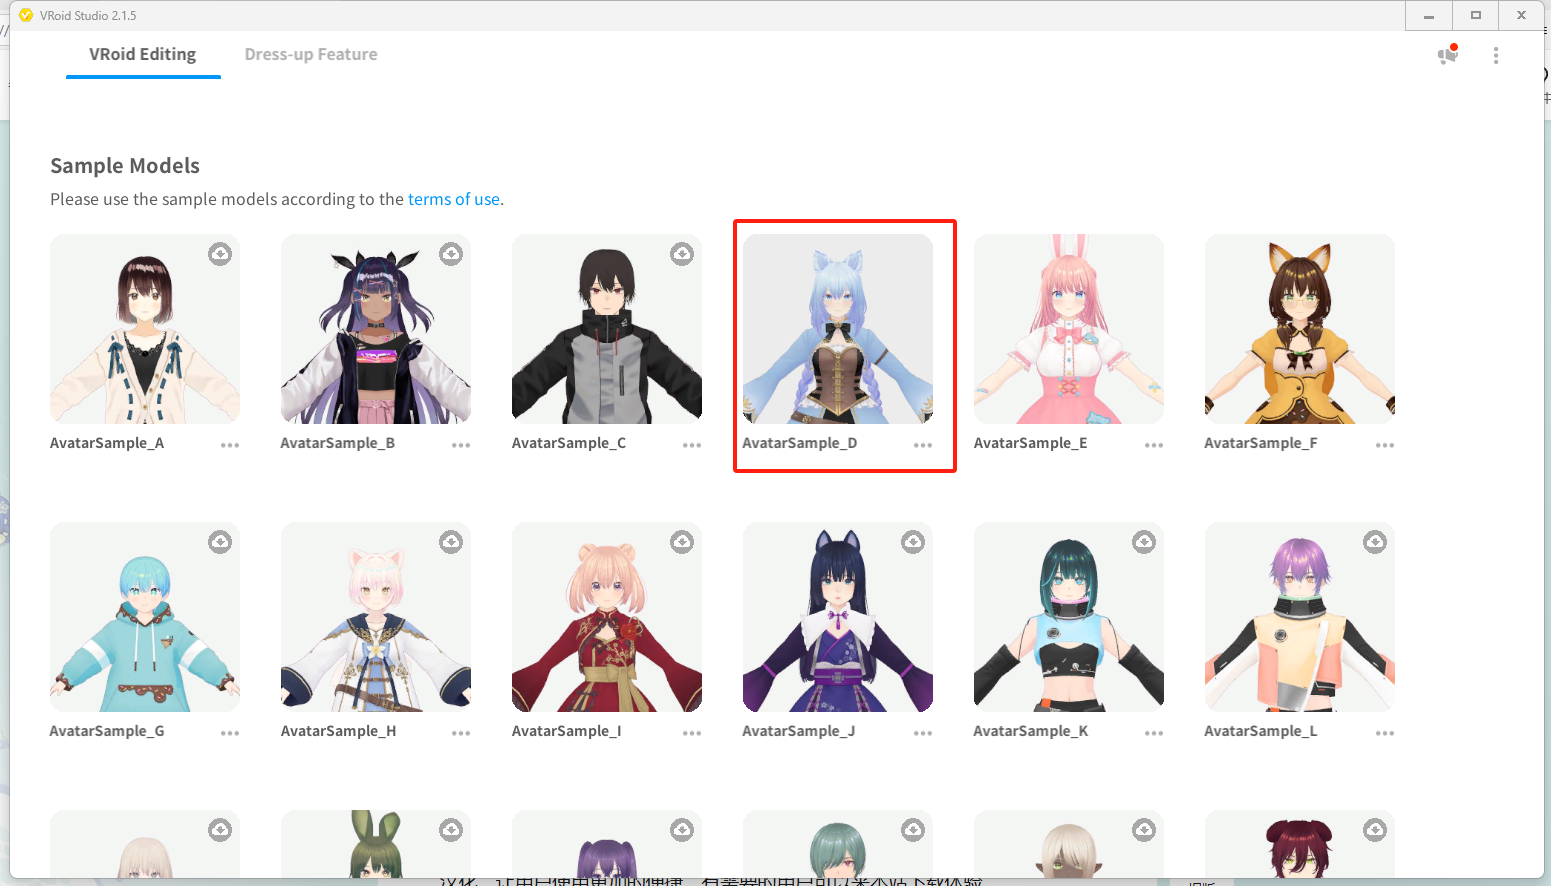 VRoid Studio 2.1.5
VRoid Editing
Dress-up Feature
Sample Models
Please use the sample models according to the terms of use.
AvatarSample_A
AvatarSample_B
AvatarSample_C
AvatarSample_D
AvatarSample_E
AvatarSample_F
AvatarSample_G
AvatarSample_H
AvatarSample_I
AvatarSample_J
AvatarSample_K
AvatarSample_L